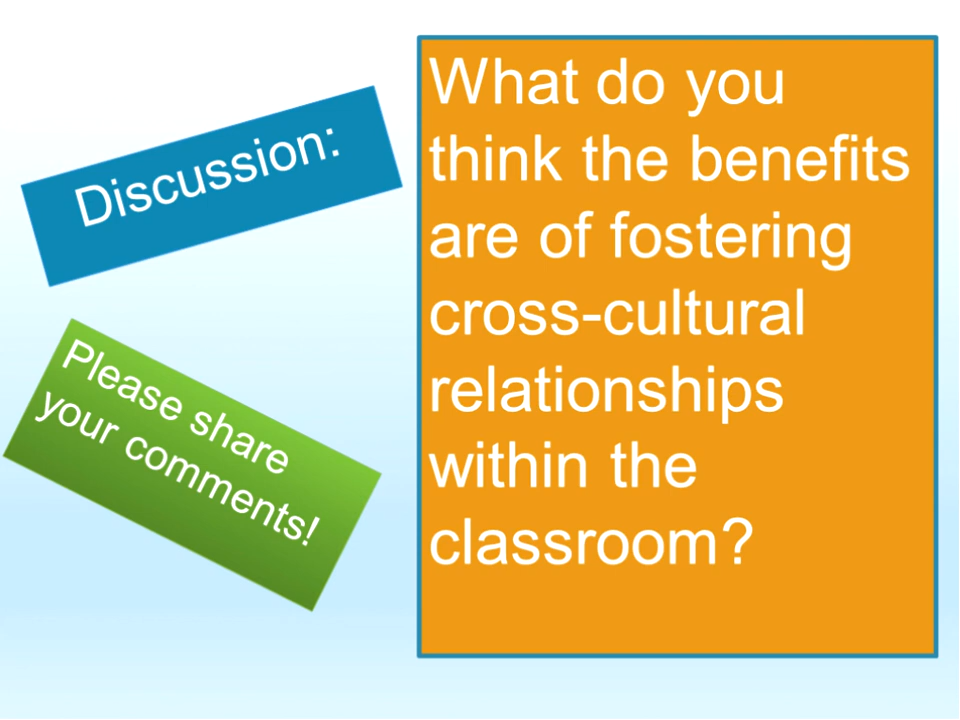 Discussion:
Please share
your comments!
What do you
think the benefits
are of fostering
cross-cultural
relationships
within the
classroom?